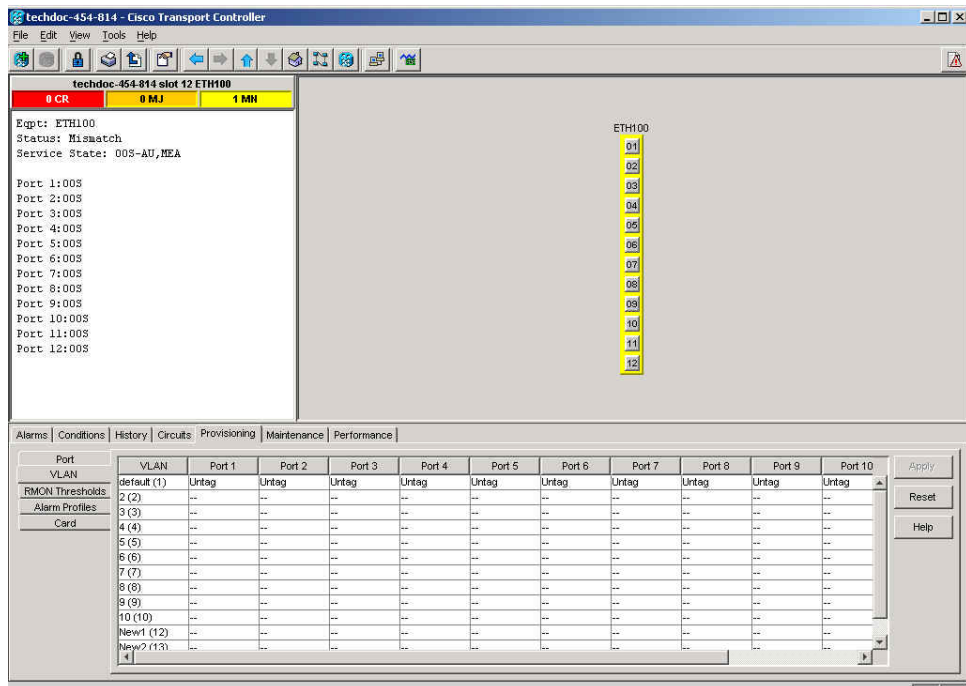 techdoc-454-814 - Cisco Transport Controller
File Edit View Tools Help
techdoc-454-814 slot 12 ETH100
0 CR 0 MJ 1 MN
Eqpt: ETH100
Status: Mismatch
Service State: OOS-AU,MEA
Port 1:OOS
Port 2:OOS
Port 3:OOS
Port 4:OOS
Port 5:OOS
Port 6:OOS
Port 7:OOS
Port 8:OOS
Port 9:OOS
Port 10:OOS
Port 11:OOS
Port 12:OOS
ETH100
01
02
03
04
05
06
07
08
09
10
11
12
Alarms Conditions History Circuits Provisioning Maintenance Performance
Port
VLAN
RMON Thresholds
Alarm Profiles
Card
VLAN Port 1 Port 2 Port 3 Port 4 Port 5 Port 6 Port 7 Port 8 Port 9 Port 10
default (1) Untag Untag Untag Untag Untag Untag Untag Untag Untag Untag
2 (2) -- -- -- -- -- -- -- -- -- --
3 (3) -- -- -- -- -- -- -- -- -- --
4 (4) -- -- -- -- -- -- -- -- -- --
5 (5) -- -- -- -- -- -- -- -- -- --
6 (6) -- -- -- -- -- -- -- -- -- --
7 (7) -- -- -- -- -- -- -- -- -- --
8 (8) -- -- -- -- -- -- -- -- -- --
9 (9) -- -- -- -- -- -- -- -- -- --
10 (10) -- -- -- -- -- -- -- -- -- --
New1 (12) -- -- -- -- -- -- -- -- -- --
New2 (13) -- -- -- -- -- -- -- -- -- --
Apply
Reset
Help